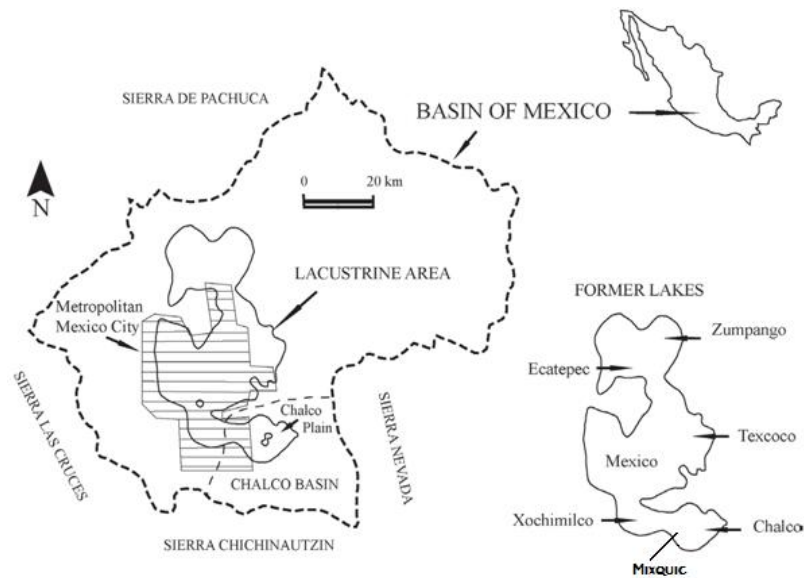 SIERRA DE PACHUCA
BASIN OF MEXICO
0 20 km
N
LACUSTRINE AREA
Metropolitan
Mexico City
Chalco
Plain
CHALCO BASIN
SIERRA LAS CRUCES
SIERRA NEVADA
SIERRA CHICHINAUTZIN
FORMER LAKES
Zumpango
Ecatepec
Texcoco
Mexico
Xochimilco
Chalco
MIXQUIC